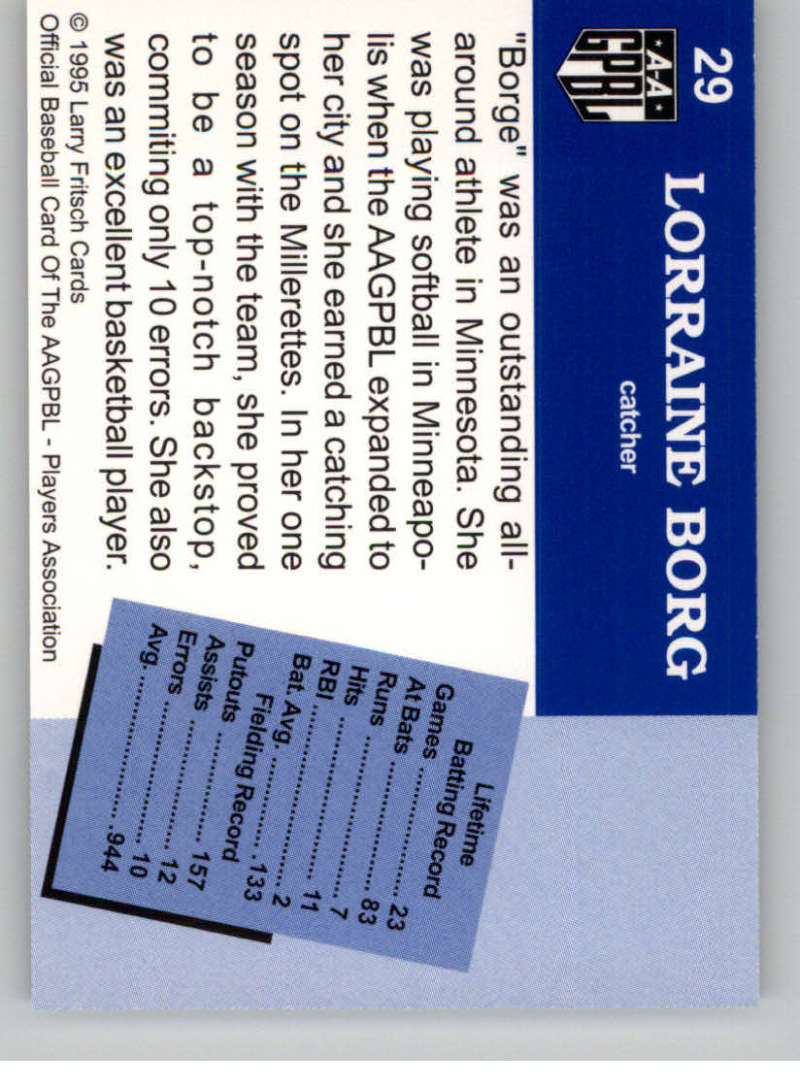 29
LORRAINE BORG
A-A
GPBL
catcher
"Borge" was an outstanding all-
around athlete in Minnesota. She
was playing softball in Minneapo-
lis when the AAGPBL expanded to
her city and she earned a catching
spot on the Millerettes. In her one
season with the team, she proved
to be a top-notch backstop,
commiting only 10 errors. She also
was an excellent basketball player.
© 1995 Larry Fritsch Cards
Official Baseball Card Of The AAGPBL - Players Association
Lifetime
Batting Record
Games ........................ 23
At Bats ........................ 83
Runs ........................ 7
Hits ........................ 11
RBI ........................ 2
Bat. Avg. ................ .133
Fielding Record
Putouts ................ 157
Assists ................ 12
Errors ................ 10
Avg. ................ .944